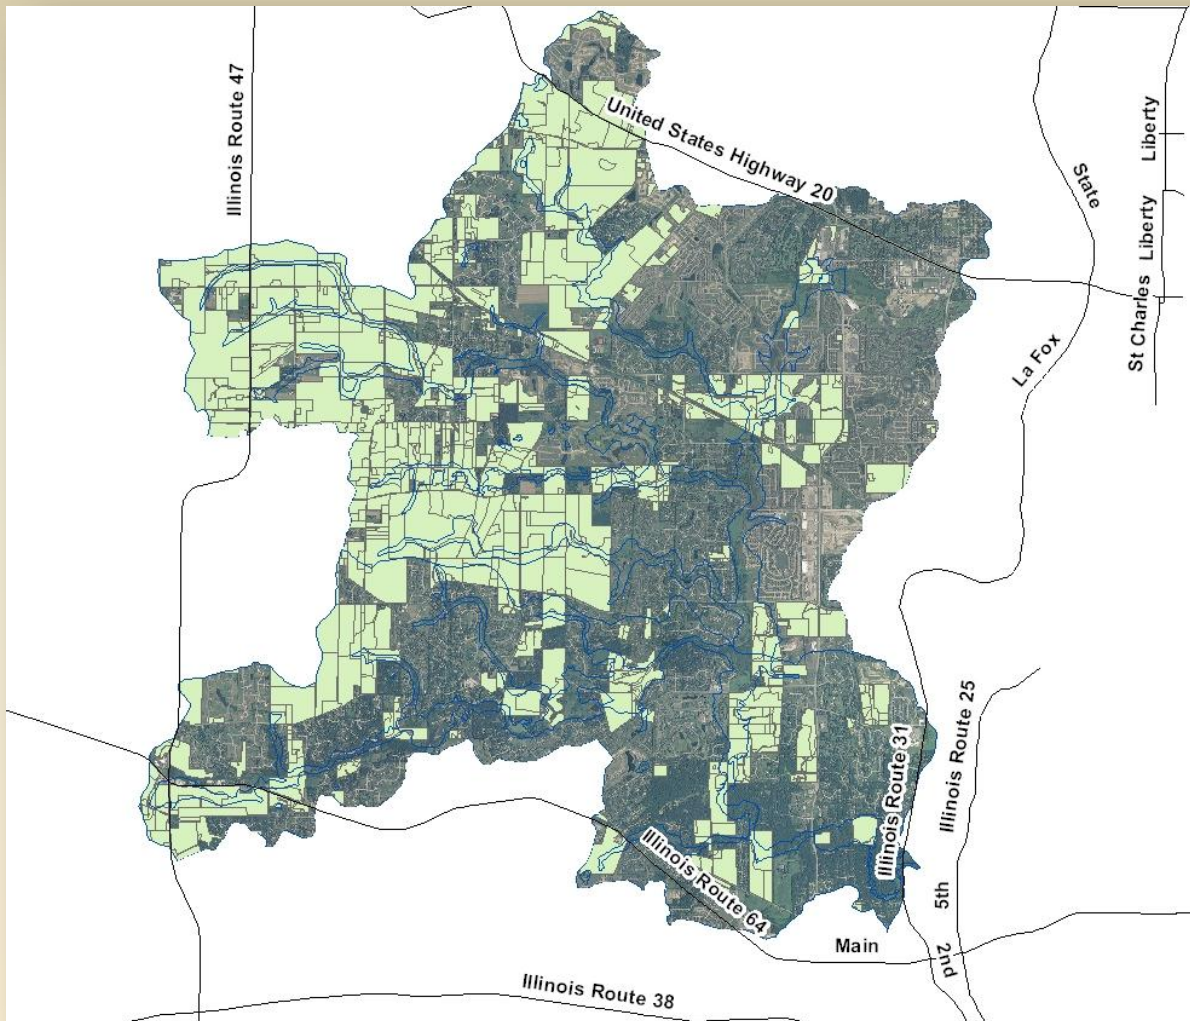 Illinois Route 47
United States Highway 20
State
Liberty
Liberty
St Charles
La Fox
Illinois Route 25
Illinois Route 31
Illinois Route 64
5th
Main
2nd
Illinois Route 38